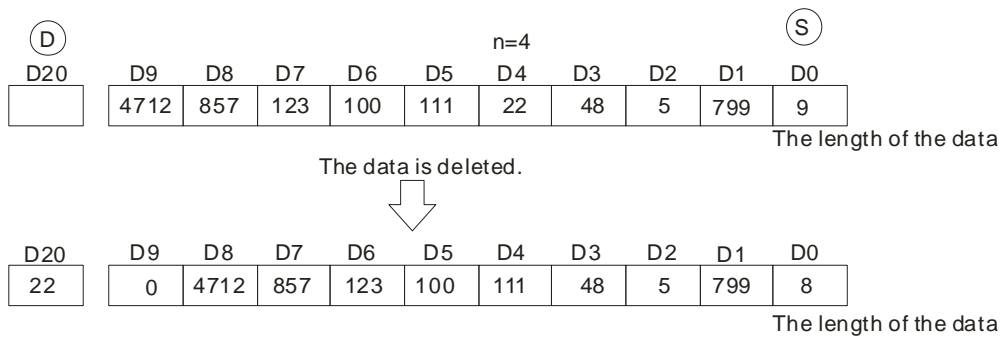 D n=4 S
D20 D9 D8 D7 D6 D5 D4 D3 D2 D1 D0
4712 857 123 100 111 22 48 5 799 9
The length of the data
The data is deleted.
D20 D9 D8 D7 D6 D5 D4 D3 D2 D1 D0
22 0 4712 857 123 100 111 48 5 799 8
The length of the data